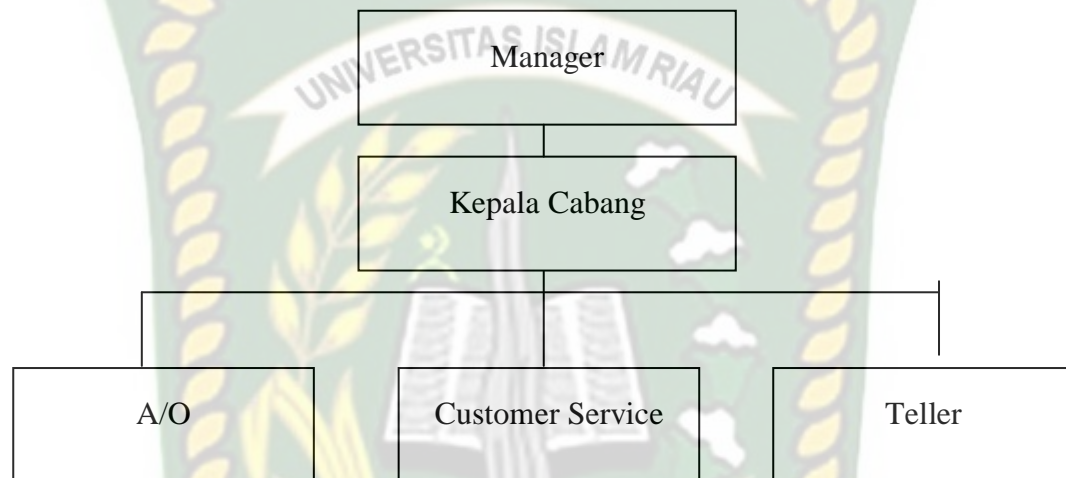 UNIVERSITAS ISLAM RIAU
Manager
Kepala Cabang
A/O
Customer Service
Teller